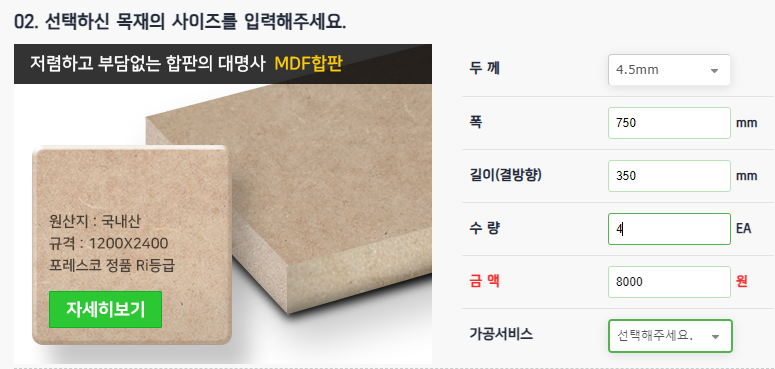 02. 선택하신 목재의 사이즈를 입력해주세요.
저렴하고 부담없는 합판의 대명사 MDF합판
원산지 : 국내산
규격 : 1200X2400
포레스코 정품 Ri등급
자세히보기
두 께 4.5mm
폭 750 mm
길이(결방향) 350 mm
수 량 4 EA
금 액 8000 원
가공서비스 선택해주세요.